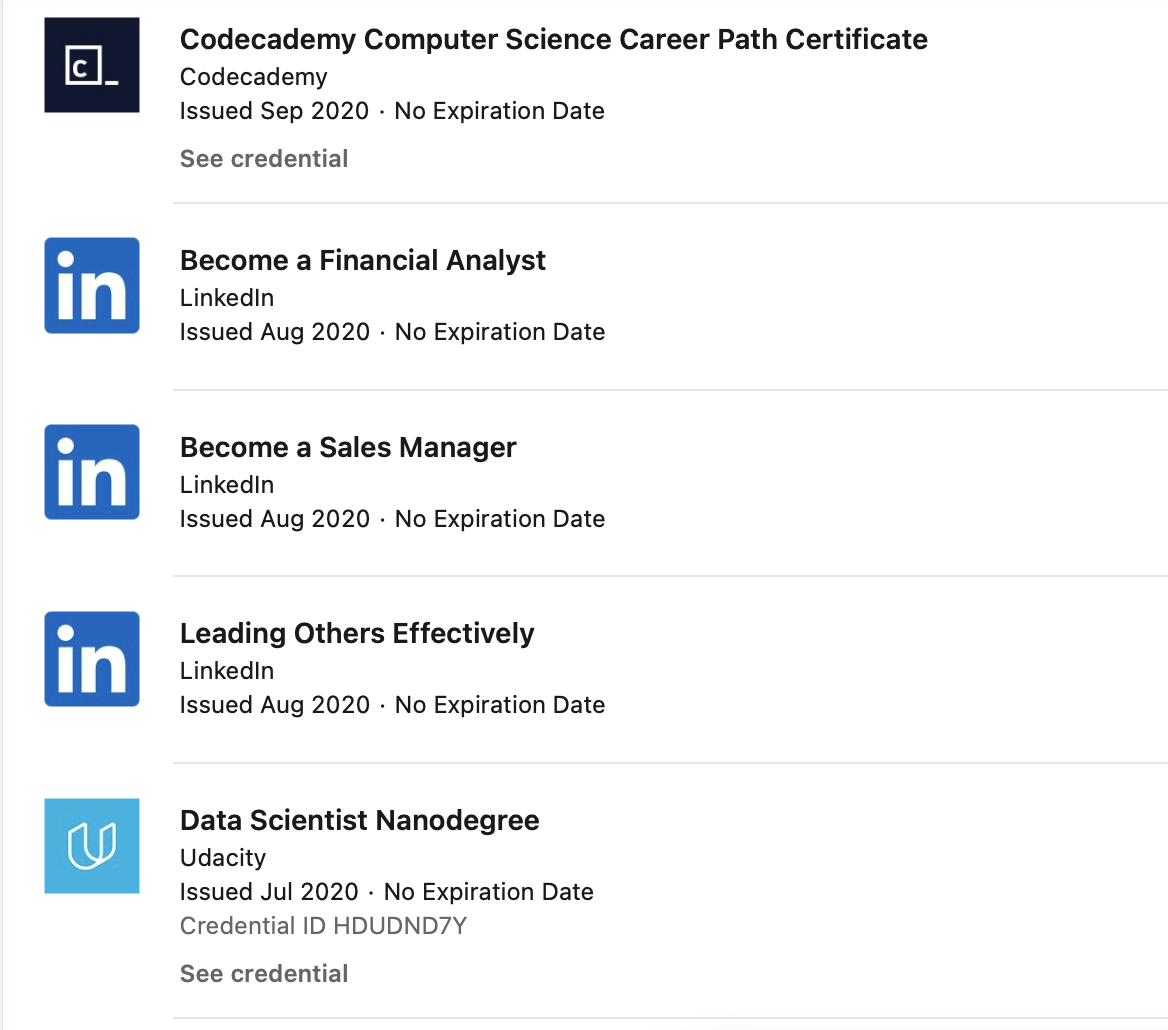 Codecademy Computer Science Career Path Certificate
Codecademy
Issued Sep 2020 · No Expiration Date
See credential
in
Become a Financial Analyst
LinkedIn
Issued Aug 2020 · No Expiration Date
in
Become a Sales Manager
LinkedIn
Issued Aug 2020 · No Expiration Date
in
Leading Others Effectively
LinkedIn
Issued Aug 2020 · No Expiration Date
Data Scientist Nanodegree
Udacity
Issued Jul 2020 · No Expiration Date
Credential ID HDUDND7Y
See credential